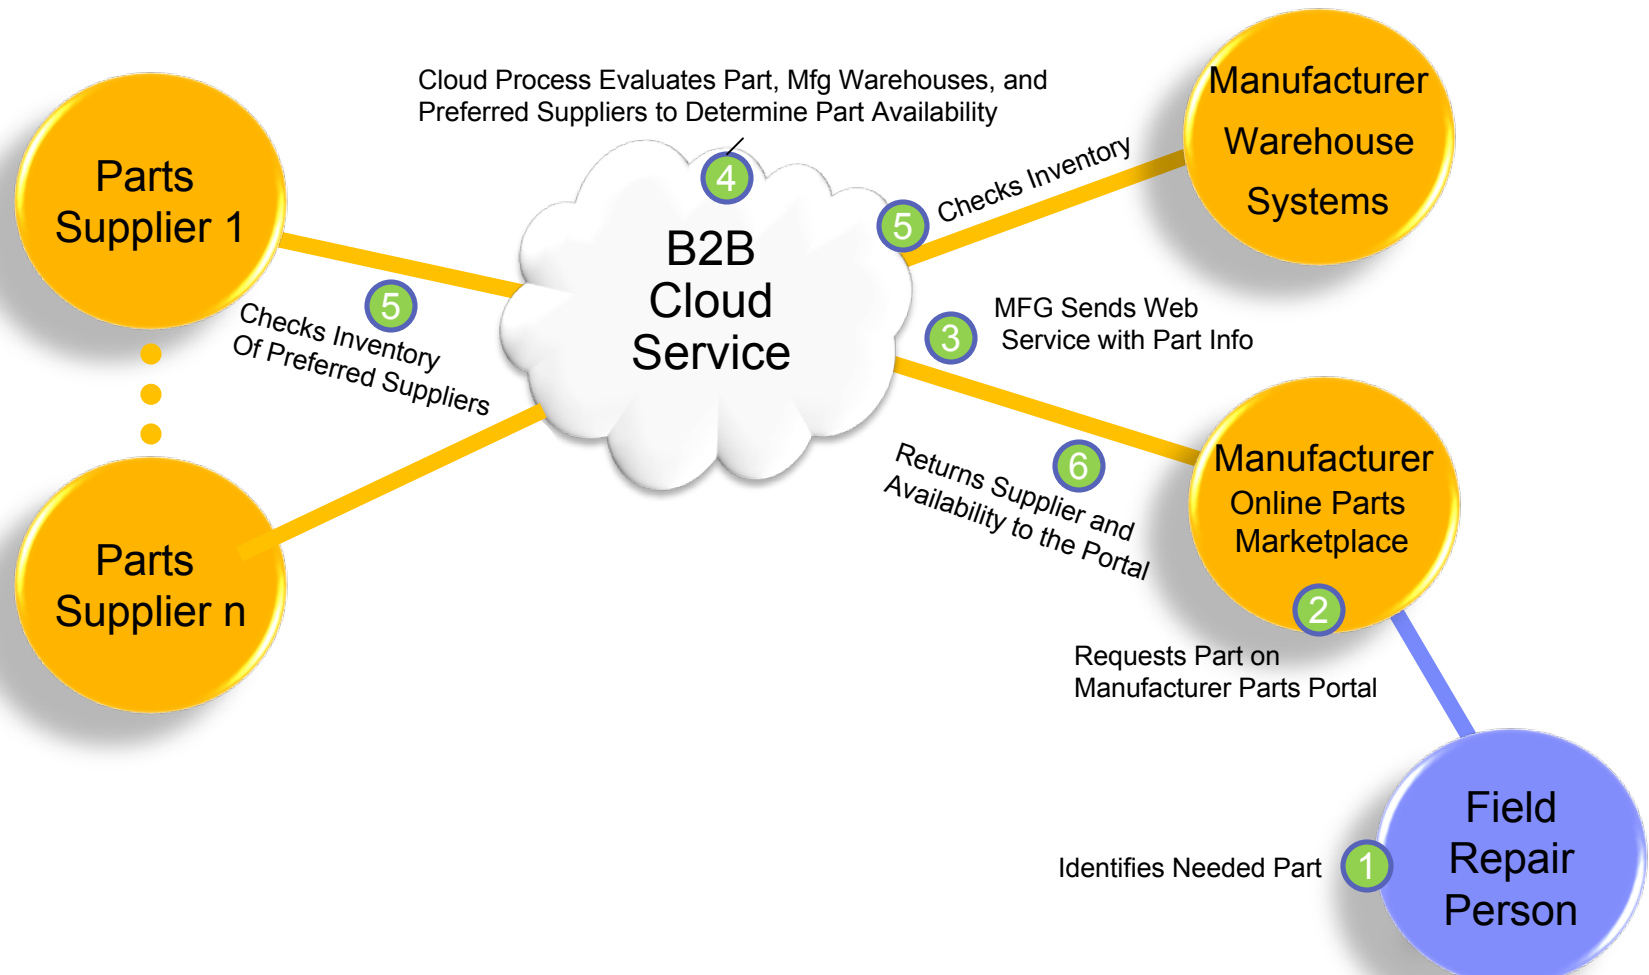 Cloud Process Evaluates Part, Mfg Warehouses, and
Preferred Suppliers to Determine Part Availability
4
Parts
Supplier 1
B2B
Cloud
Service
5
Checks Inventory
Manufacturer
Warehouse
Systems
5
Checks Inventory
Of Preferred Suppliers
3
MFG Sends Web
Service with Part Info
6
Returns Supplier and
Availability to the Portal
Manufacturer
Online Parts
Marketplace
2
Parts
Supplier n
Requests Part on
Manufacturer Parts Portal
Identifies Needed Part
1
Field
Repair
Person